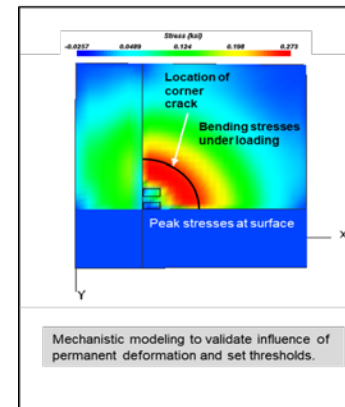 Stress (ksi)
-0.0257 0.0489 0.124 0.198 0.273
Location of
corner
crack
Bending stresses
under loading
Peak stresses at surface
x
Y
Mechanistic modeling to validate influence of
permanent deformation and set thresholds.